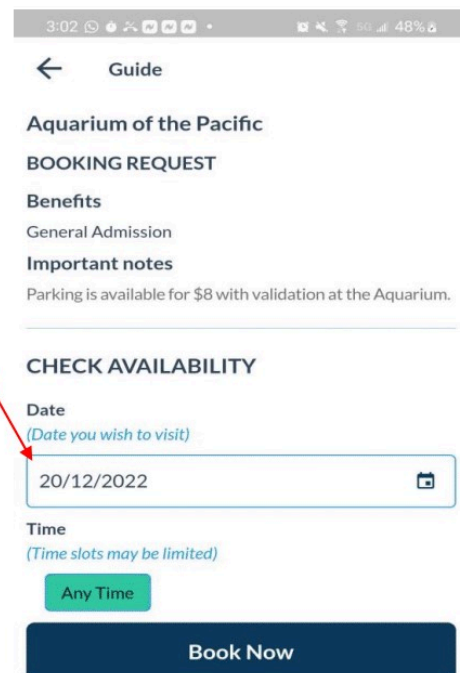 3:02
5G 48%
Guide
Aquarium of the Pacific
BOOKING REQUEST
Benefits
General Admission
Important notes
Parking is available for $8 with validation at the Aquarium.
CHECK AVAILABILITY
Date
(Date you wish to visit)
20/12/2022
Time
(Time slots may be limited)
Any Time
Book Now